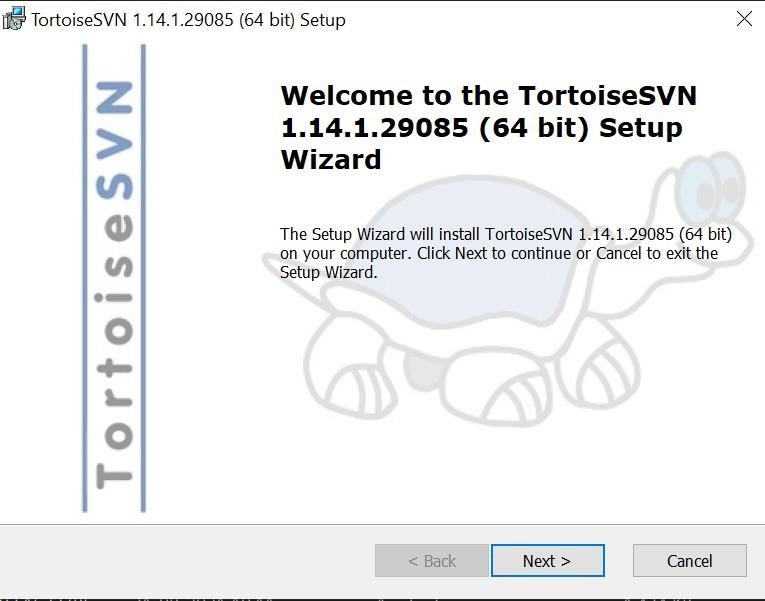 TortoiseSVN 1.14.1.29085 (64 bit) Setup
TortoiseSVN
Welcome to the TortoiseSVN
1.14.1.29085 (64 bit) Setup
Wizard
The Setup Wizard will install TortoiseSVN 1.14.1.29085 (64 bit)
on your computer. Click Next to continue or Cancel to exit the
Setup Wizard.
< Back
Next >
Cancel